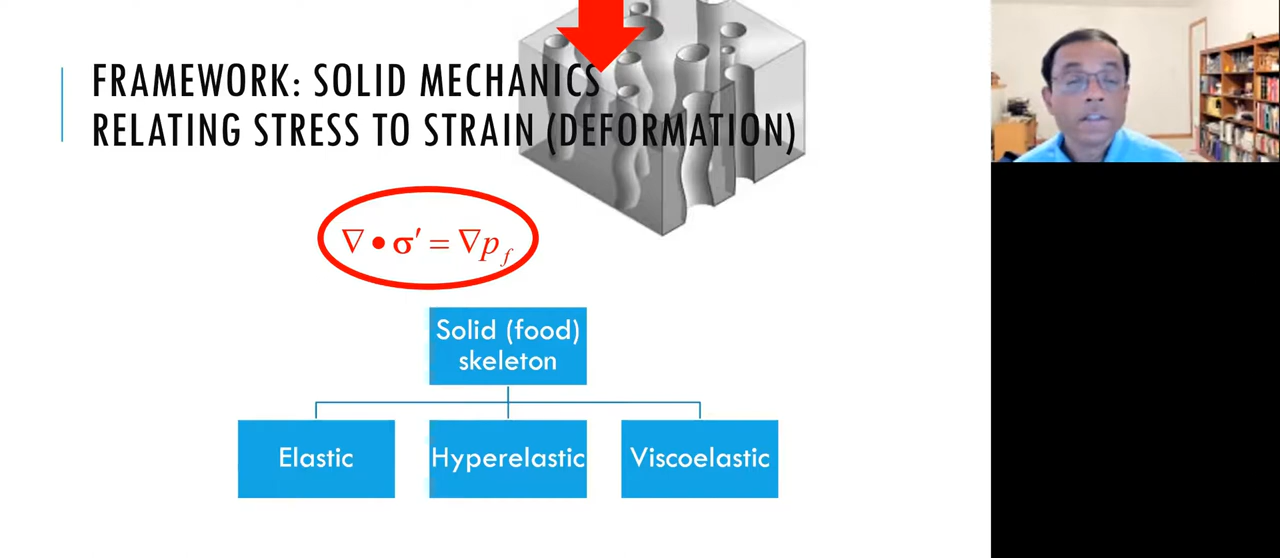 FRAMEWORK: SOLID MECHANICS
RELATING STRESS TO STRAIN (DEFORMATION)
∇ • σ′ = ∇p_f
Solid (food)
skeleton
Elastic
Hyperelastic
Viscoelastic